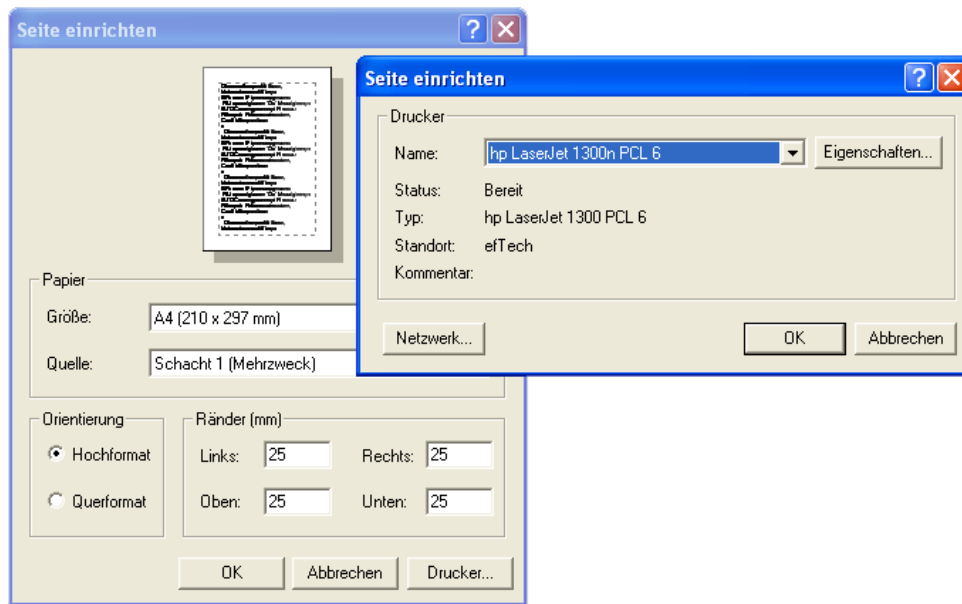 Seite einrichten
Papier
Größe: A4 (210 x 297 mm)
Quelle: Schacht 1 (Mehrzweck)
Orientierung
Hochformat
Querformat
Ränder (mm)
Links: 25 Rechts: 25
Oben: 25 Unten: 25
OK Abbrechen Drucker...
Seite einrichten
Drucker
Name: hp LaserJet 1300n PCL 6 Eigenschaften...
Status: Bereit
Typ: hp LaserJet 1300 PCL 6
Standort: efTech
Kommentar:
Netzwerk... OK Abbrechen